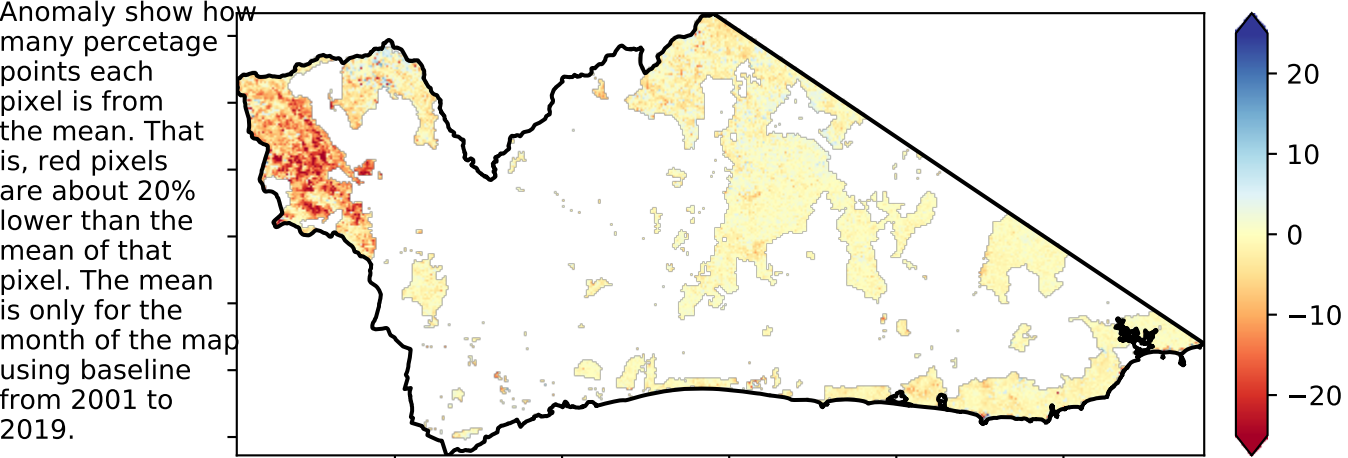 Anomaly show how
many percetage
points each
pixel is from
the mean. That
is, red pixels
are about 20%
lower than the
mean of that
pixel. The mean
is only for the
month of the map
using baseline
from 2001 to
2019.
20
10
0
−10
−20